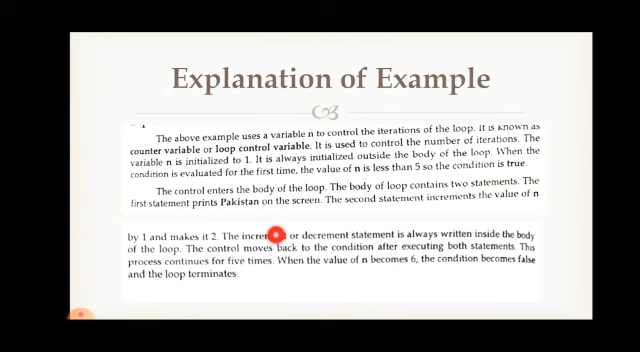 Explanation of Example
The above example uses a variable n to control the iterations of the loop. It is known as
counter variable or loop control variable. It is used to control the number of iterations. The
variable n is initialized to 1. It is always initialized outside the body of the loop. When the
condition is evaluated for the first time, the value of n is less than 5 so the condition is true.
The control enters the body of the loop. The body of loop contains two statements. The
first statement prints Pakistan on the screen. The second statement increments the value of n
by 1 and makes it 2. The or decrement statement is always written inside the body
of the loop. The control moves back to the condition after executing both statements. This
process continues for five times. When the value of n becomes 6, the condition becomes false
and the loop terminates.